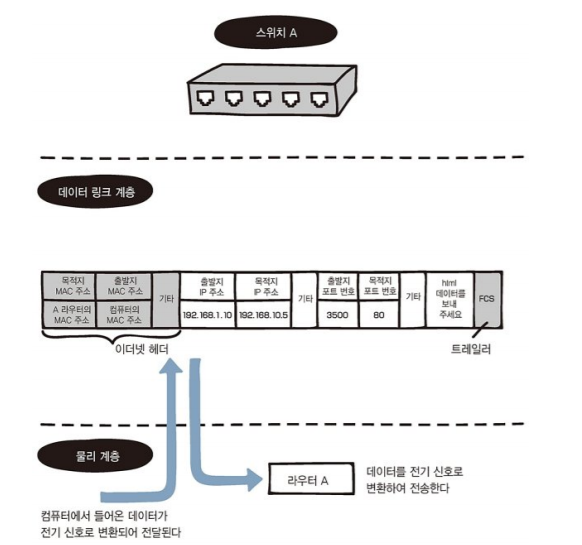 스위치 A
데이터 링크 계층
목적지
MAC 주소
출발지
MAC 주소
기타
출발지
IP 주소
목적지
IP 주소
기타
출발지
포트 번호
목적지
포트 번호
기타
html
데이터를
보내
주세요
FCS
A 라우터의
MAC 주소
컴퓨터의
MAC 주소
192.168.1.10
192.168.10.5
3500
80
이더넷 헤더
트레일러
물리 계층
라우터 A
데이터를 전기 신호로
변환하여 전송한다
컴퓨터에서 들어온 데이터가
전기 신호로 변환되어 전달된다